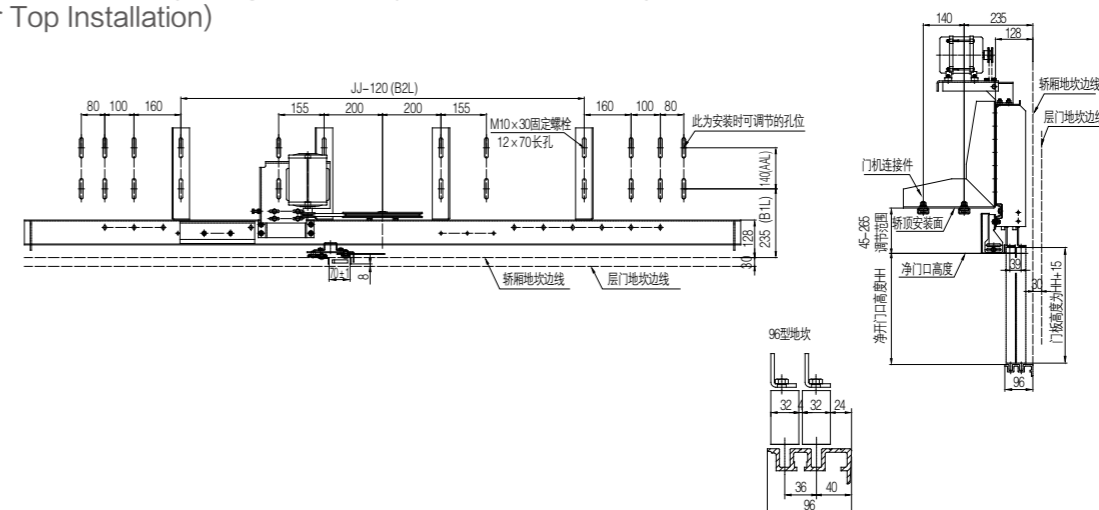 Top Installation)
JJ-120 (B2L)
80 100 160
155 200 200 155
160 100 80
M10×30固定螺栓
12×70长孔
此为安装时可调节的孔位
140(AAL)
235 (B1L)
128
30
70±1
8
轿厢地坎边线
层门地坎边线
140 235
128
轿厢地坎边线
层门地坎边线
门机连接件
轿顶安装面
45-265
调节范围
净门口高度
净开门口高度HH
39
30
门板高度为HH+15
96
96型地坎
32 4 32 24
36 40
96